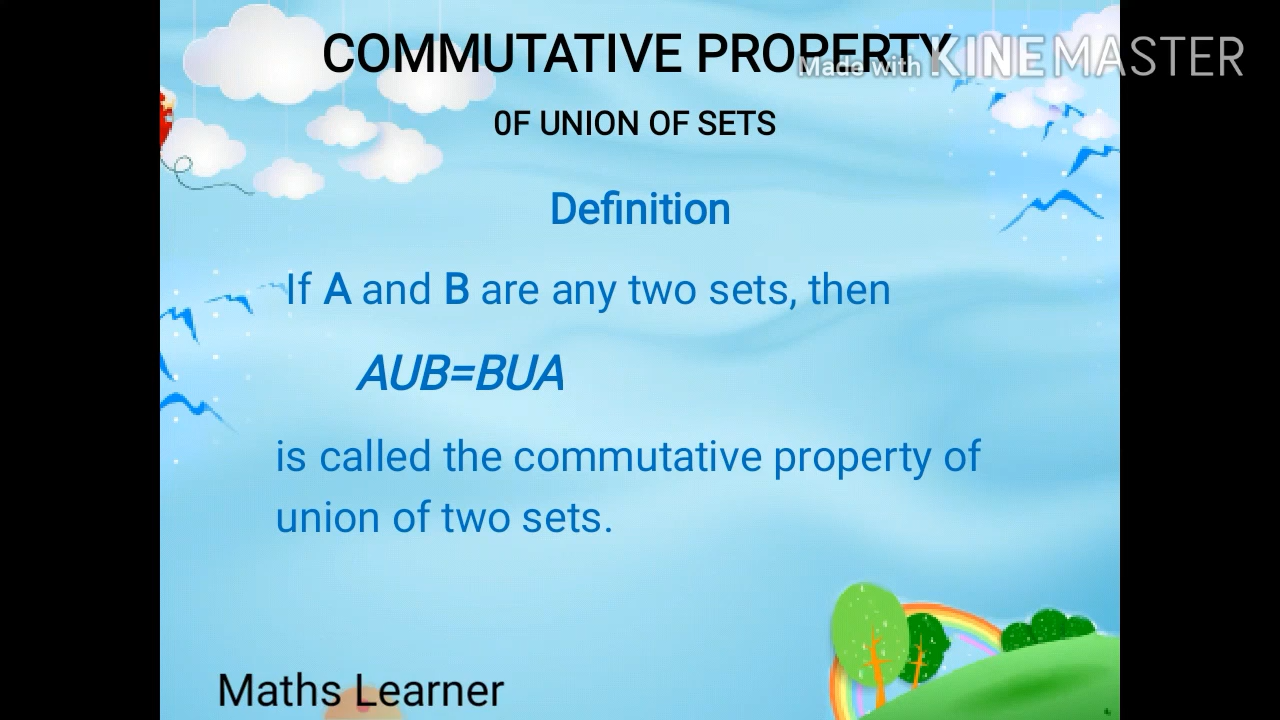 COMMUTATIVE PROPERTY
Made with KINEMASTER
0F UNION OF SETS
Definition
If A and B are any two sets, then
AUB=BUA
is called the commutative property of
union of two sets.
Maths Learner